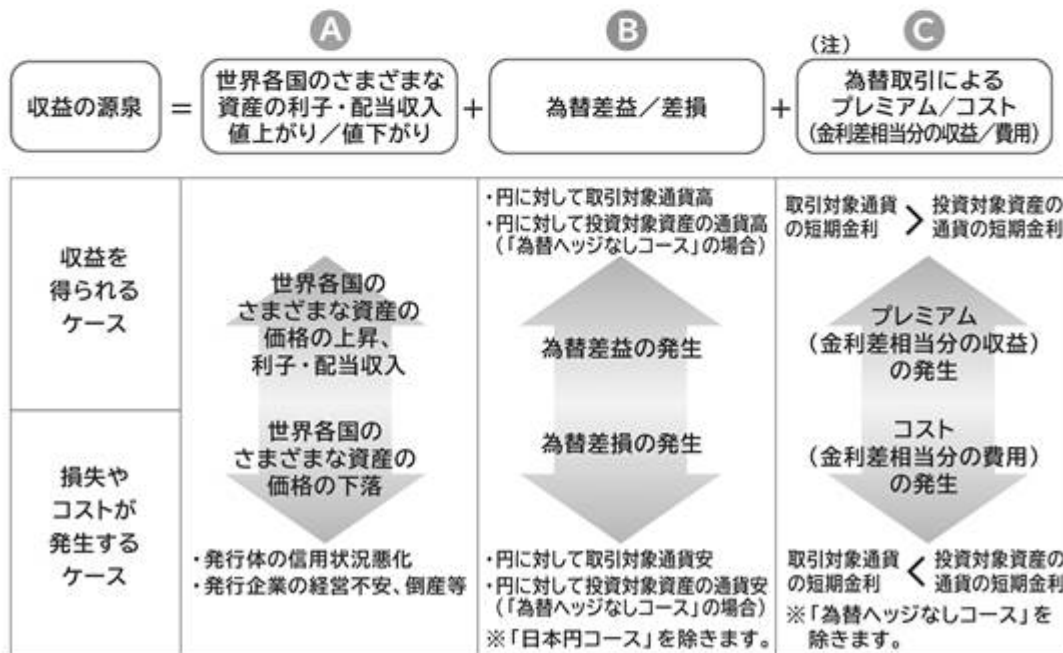 A
B
C
(注)
収益の源泉
=
世界各国のさまざまな
資産の利子・配当収入
値上がり/値下がり
+
為替差益/差損
+
為替取引による
プレミアム/コスト
(金利差相当分の収益/費用)
収益を
得られる
ケース
世界各国の
さまざまな資産の
価格の上昇、
利子・配当収入
・円に対して取引対象通貨高
・円に対して投資対象資産の通貨高
(「為替ヘッジなしコース」の場合)
為替差益の発生
取引対象通貨
の短期金利
>
投資対象資産の
通貨の短期金利
プレミアム
(金利差相当分の収益)
の発生
損失や
コストが
発生する
ケース
世界各国の
さまざまな資産の
価格の下落
・発行体の信用状況悪化
・発行企業の経営不安、倒産等
為替差損の発生
・円に対して取引対象通貨安
・円に対して投資対象資産の通貨安
(「為替ヘッジなしコース」の場合)
※「日本円コース」を除きます。
コスト
(金利差相当分の費用)
の発生
取引対象通貨
の短期金利
<
投資対象資産の
通貨の短期金利
※「為替ヘッジなしコース」を
除きます。